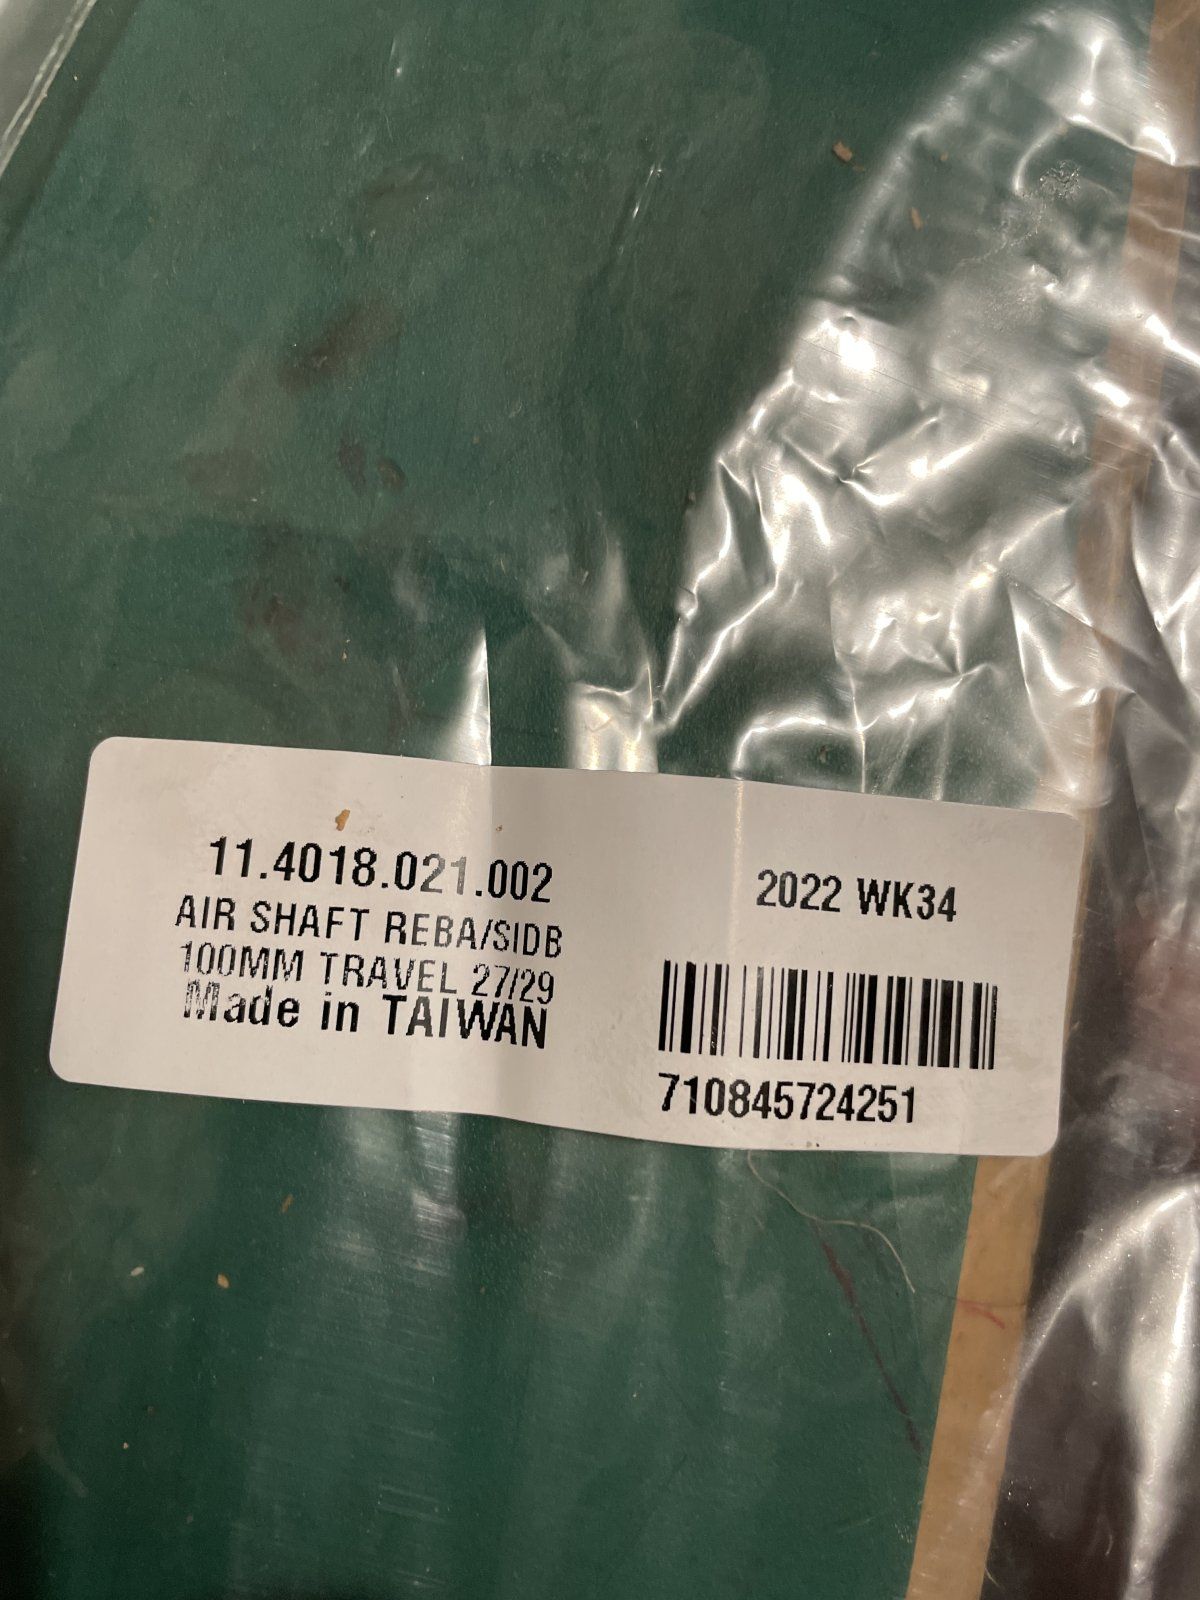 11.4018.021.002
AIR SHAFT REBA/SIDB
100MM TRAVEL 27/29
Made in TAIWAN
2022 WK34
710845724251